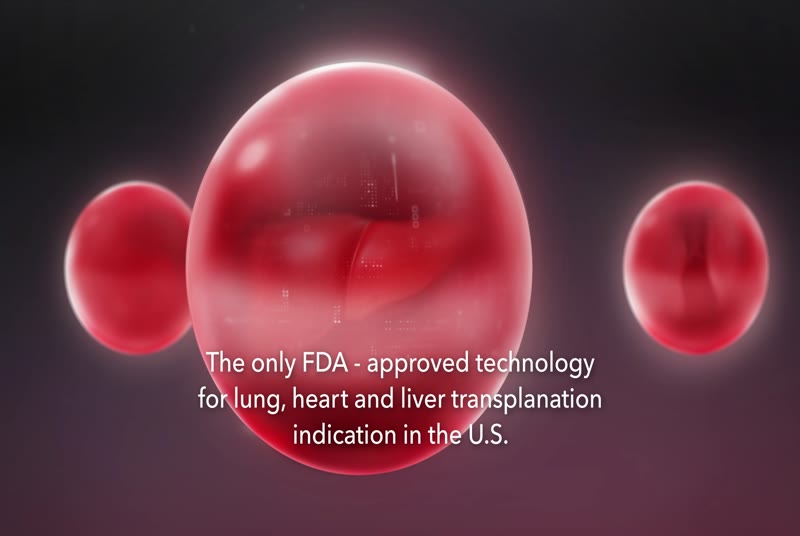 The only FDA - approved technology
for lung, heart and liver transplanation
indication in the U.S.